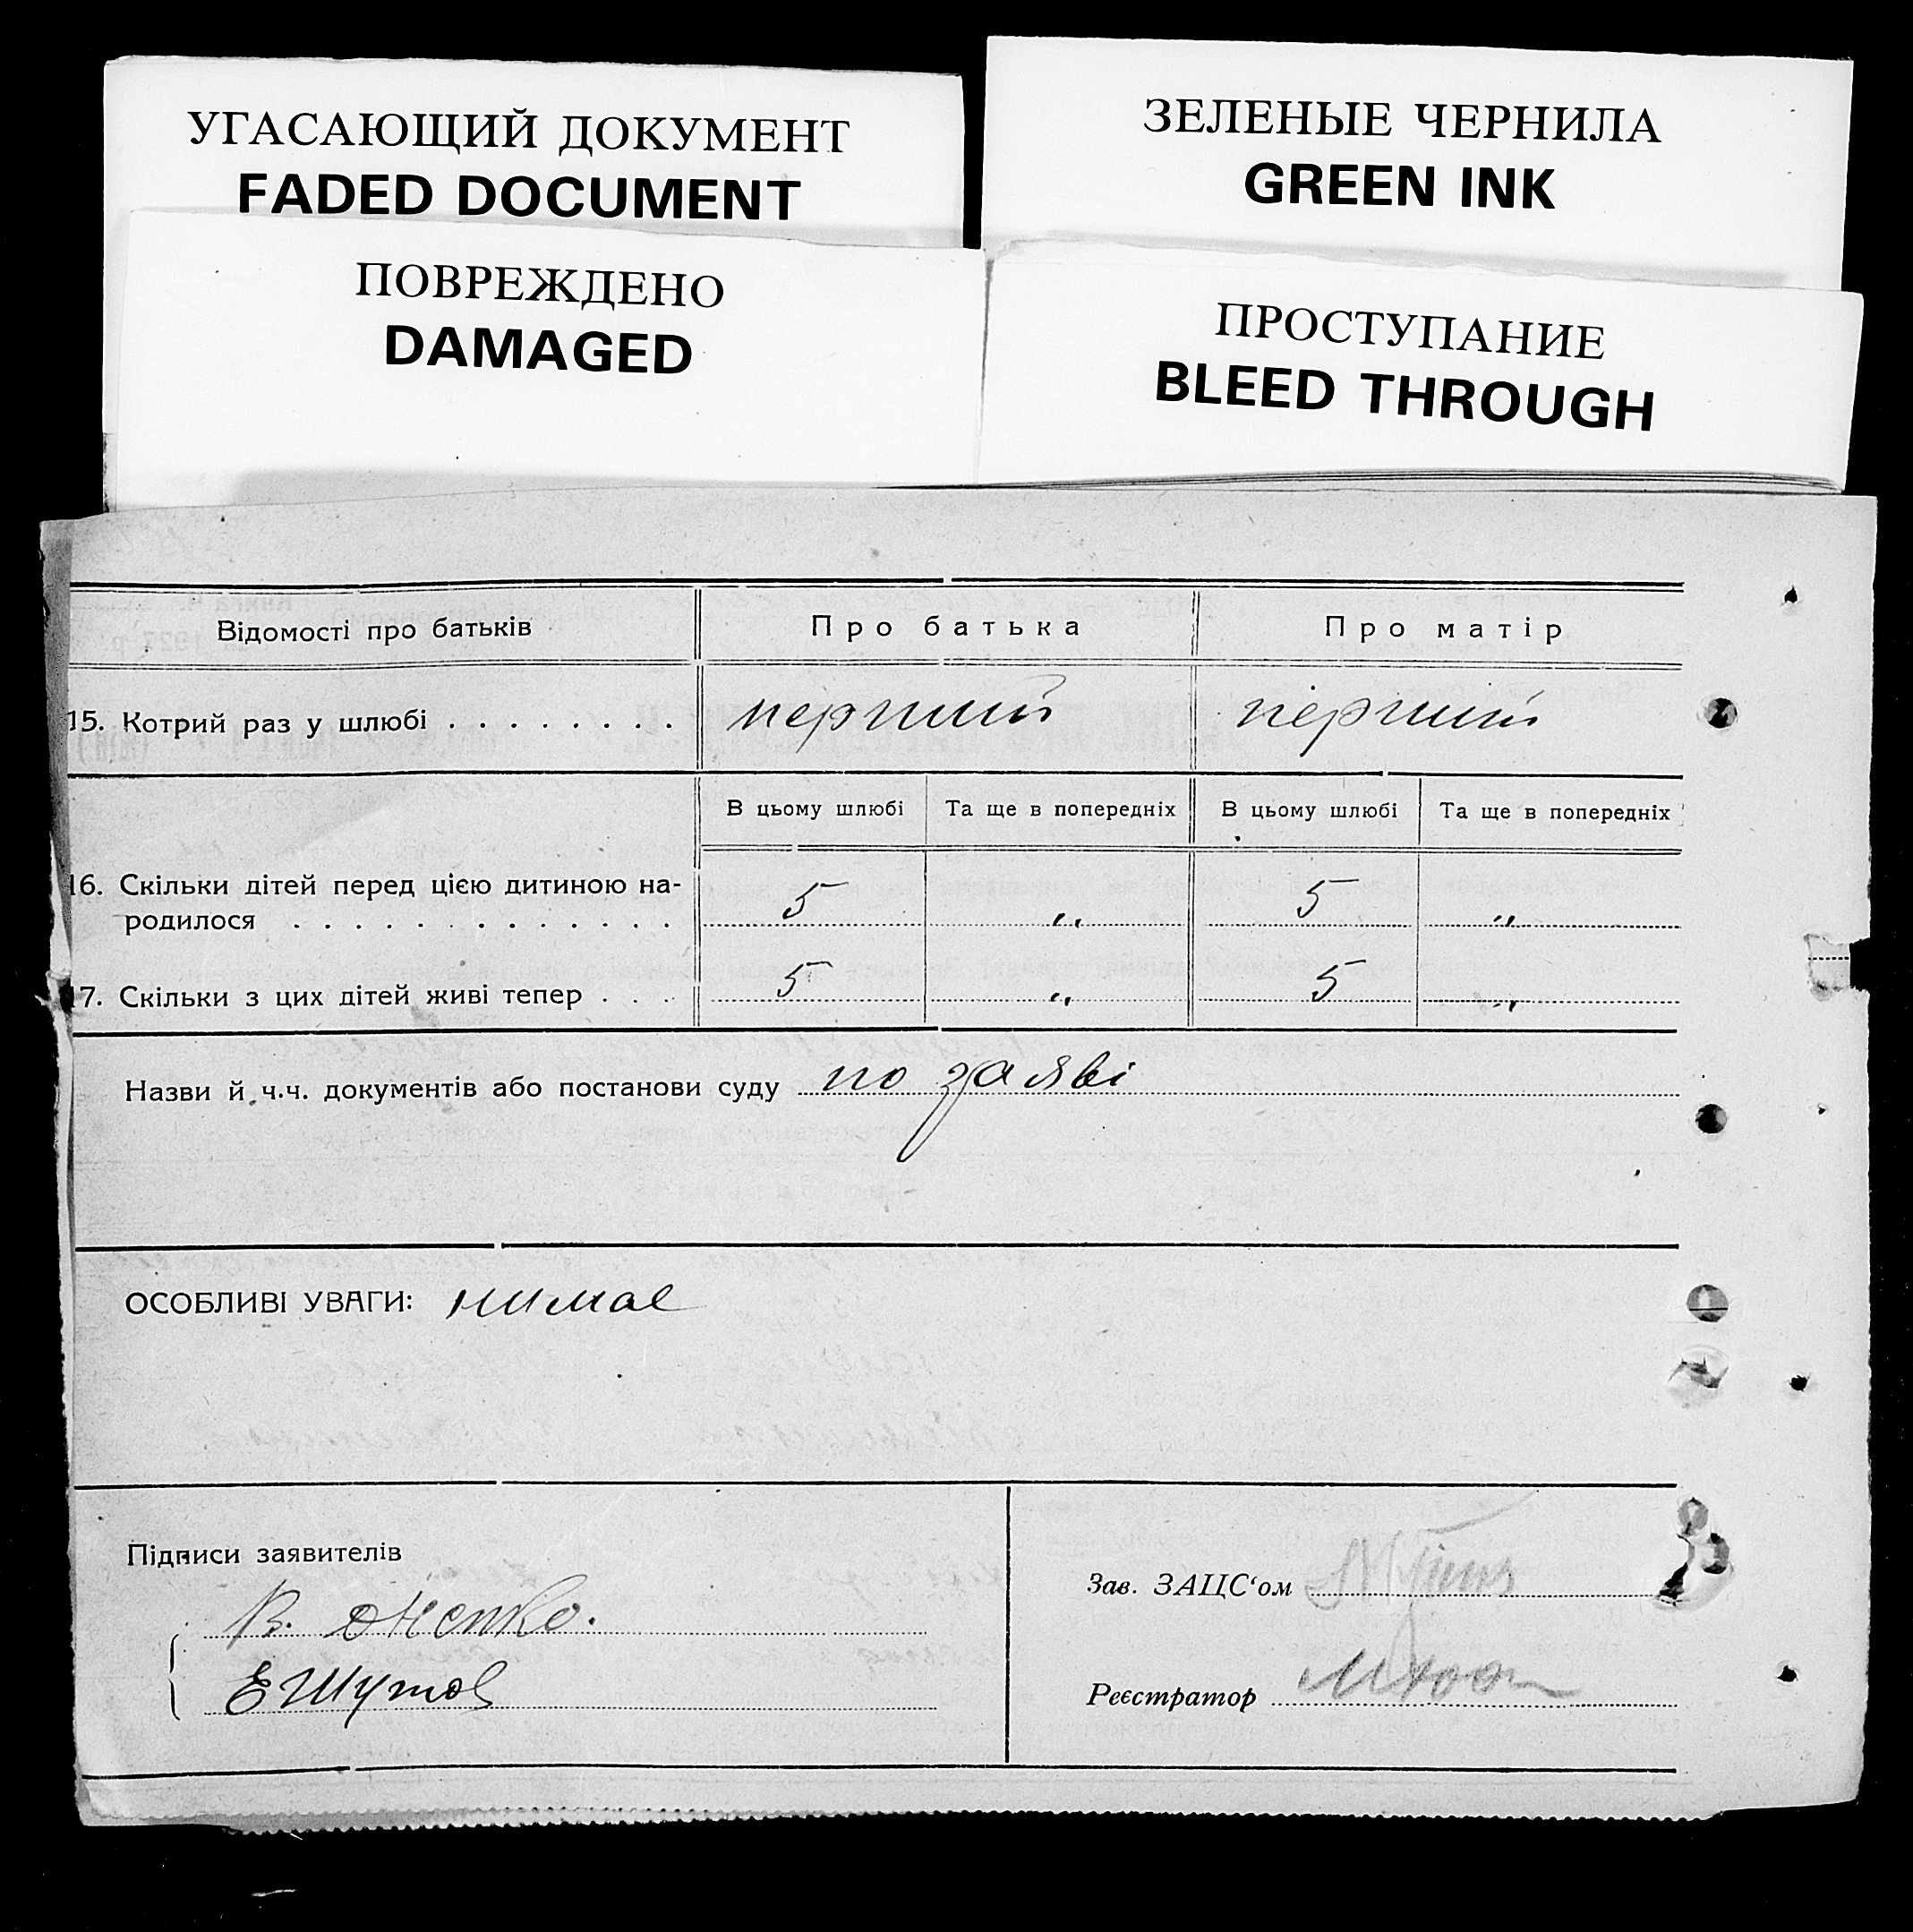 УГАСАЮЩИЙ ДОКУМЕНТ
FADED DOCUMENT
ЗЕЛЕНЫЕ ЧЕРНИЛА
GREEN INK
ПОВРЕЖДЕНО
DAMAGED
ПРОСТУПАНИЕ
BLEED THROUGH
Відомості про батьків Про батька Про матір
15. Котрий раз у шлюбі . . . . . . . . перший перший
В цьому шлюбі Та ще в попередніх В цьому шлюбі Та ще в попередніх
16. Скільки дітей перед цією дитиною на-
родилося . . . . . . . . . . . . . 5 „ 5 „
17. Скільки з цих дітей живі тепер . . . 5 „ 5 „
Назви й ч.ч. документів або постанови суду по заяві
ОСОБЛИВІ УВАГИ: нимає
Підписи заявителів
В.
Е Шутов
Зав. ЗАЦС‘ом
Реєстратор